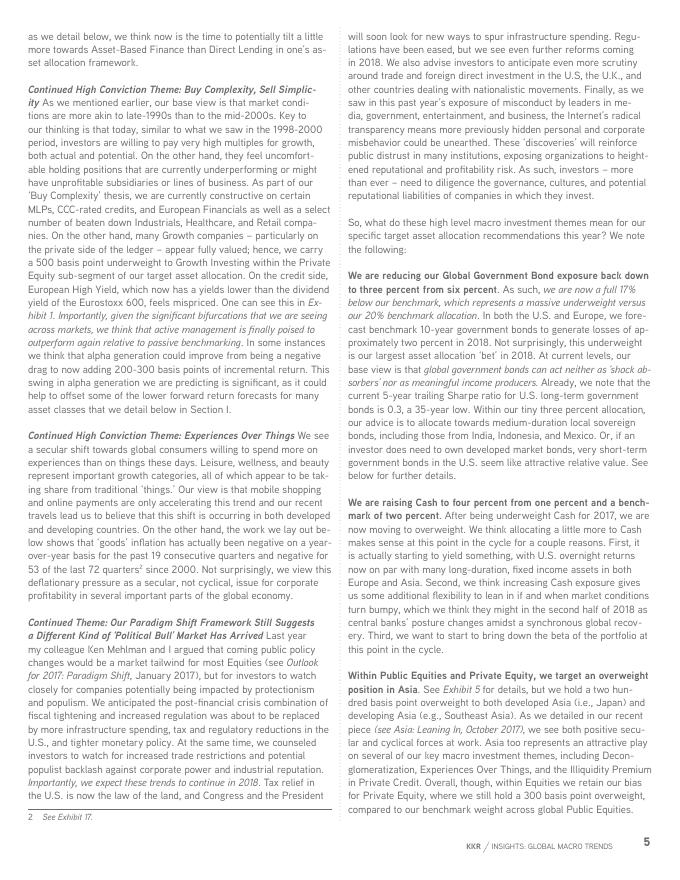 as we detail below, we think now is the time to potentially tilt a little
more towards Asset-Based Finance than Direct Lending in one's as-
set allocation framework.
Continued High Conviction Theme: Buy Complexity, Sell Simplic-
ity As we mentioned earlier, our base view is that market condi-
tions are more akin to late-1990s than to the mid-2000s. Key to
our thinking is that today, similar to what we saw in the 1998-2000
period, investors are willing to pay very high multiples for growth,
both actual and potential. On the other hand, they feel uncomfort-
able holding positions that are currently underperforming or might
have unprofitable subsidiaries or lines of business. As part of our
'Buy Complexity' thesis, we are currently constructive on certain
MLPs, CCC-rated credits, and European Financials as well as a select
number of beaten down Industrials, Healthcare, and Retail compa-
nies. On the other hand, many Growth companies – particularly on
the private side of the ledger – appear fully valued; hence, we carry
a 500 basis point underweight to Growth Investing within the Private
Equity sub-segment of our target asset allocation. On the credit side,
European High Yield, which now has a yields lower than the dividend
yield of the Eurostoxx 600, feels mispriced. One can see this in Ex-
hibit 1. Importantly, given the significant bifurcations that we are seeing
across markets, we think that active management is finally poised to
outperform again relative to passive benchmarking. In some instances
we think that alpha generation could improve from being a negative
drag to now adding 200-300 basis points of incremental return. This
swing in alpha generation we are predicting is significant, as it could
help to offset some of the lower forward return forecasts for many
asset classes that we detail below in Section I.
Continued High Conviction Theme: Experiences Over Things We see
a secular shift towards global consumers willing to spend more on
experiences than on things these days. Leisure, wellness, and beauty
represent important growth categories, all of which appear to be tak-
ing share from traditional 'things.' Our view is that mobile shopping
and online payments are only accelerating this trend and our recent
travels lead us to believe that this shift is occurring in both developed
and developing countries. On the other hand, the work we lay out be-
low shows that 'goods' inflation has actually been negative on a year-
over-year basis for the past 19 consecutive quarters and negative for
53 of the last 72 quarters2 since 2000. Not surprisingly, we view this
deflationary pressure as a secular, not cyclical, issue for corporate
profitability in several important parts of the global economy.
Continued Theme: Our Paradigm Shift Framework Still Suggests
a Different Kind of 'Political Bull' Market Has Arrived Last year
my colleague Ken Mehlman and I argued that coming public policy
changes would be a market tailwind for most Equities (see Outlook
for 2017: Paradigm Shift, January 2017), but for investors to watch
closely for companies potentially being impacted by protectionism
and populism. We anticipated the post-financial crisis combination of
fiscal tightening and increased regulation was about to be replaced
by more infrastructure spending, tax and regulatory reductions in the
U.S., and tighter monetary policy. At the same time, we counseled
investors to watch for increased trade restrictions and potential
populist backlash against corporate power and industrial reputation.
Importantly, we expect these trends to continue in 2018. Tax relief in
the U.S. is now the law of the land, and Congress and the President
2 See Exhibit 17.
will soon look for new ways to spur infrastructure spending. Regu-
lations have been eased, but we see even further reforms coming
in 2018. We also advise investors to anticipate even more scrutiny
around trade and foreign direct investment in the U.S, the U.K., and
other countries dealing with nationalistic movements. Finally, as we
saw in this past year's exposure of misconduct by leaders in me-
dia, government, entertainment, and business, the Internet's radical
transparency means more previously hidden personal and corporate
misbehavior could be unearthed. These 'discoveries' will reinforce
public distrust in many institutions, exposing organizations to height-
ened reputational and profitability risk. As such, investors – more
than ever – need to diligence the governance, cultures, and potential
reputational liabilities of companies in which they invest.
So, what do these high level macro investment themes mean for our
specific target asset allocation recommendations this year? We note
the following:
We are reducing our Global Government Bond exposure back down
to three percent from six percent. As such, we are now a full 17%
below our benchmark, which represents a massive underweight versus
our 20% benchmark allocation. In both the U.S. and Europe, we fore-
cast benchmark 10-year government bonds to generate losses of ap-
proximately two percent in 2018. Not surprisingly, this underweight
is our largest asset allocation 'bet' in 2018. At current levels, our
base view is that global government bonds can act neither as 'shock ab-
sorbers' nor as meaningful income producers. Already, we note that the
current 5-year trailing Sharpe ratio for U.S. long-term government
bonds is 0.3, a 35-year low. Within our tiny three percent allocation,
our advice is to allocate towards medium-duration local sovereign
bonds, including those from India, Indonesia, and Mexico. Or, if an
investor does need to own developed market bonds, very short-term
government bonds in the U.S. seem like attractive relative value. See
below for further details.
We are raising Cash to four percent from one percent and a bench-
mark of two percent. After being underweight Cash for 2017, we are
now moving to overweight. We think allocating a little more to Cash
makes sense at this point in the cycle for a couple reasons. First, it
is actually starting to yield something, with U.S. overnight returns
now on par with many long-duration, fixed income assets in both
Europe and Asia. Second, we think increasing Cash exposure gives
us some additional flexibility to lean in if and when market conditions
turn bumpy, which we think they might in the second half of 2018 as
central banks' posture changes amidst a synchronous global recov-
ery. Third, we want to start to bring down the beta of the portfolio at
this point in the cycle.
Within Public Equities and Private Equity, we target an overweight
position in Asia. See Exhibit 5 for details, but we hold a two hun-
dred basis point overweight to both developed Asia (i.e., Japan) and
developing Asia (e.g., Southeast Asia). As we detailed in our recent
piece (see Asia: Leaning In, October 2017), we see both positive secu-
lar and cyclical forces at work. Asia too represents an attractive play
on several of our key macro investment themes, including Decon-
glomeratization, Experiences Over Things, and the Illiquidity Premium
in Private Credit. Overall, though, within Equities we retain our bias
for Private Equity, where we still hold a 300 basis point overweight,
compared to our benchmark weight across global Public Equities.
KKR / INSIGHTS: GLOBAL MACRO TRENDS 5